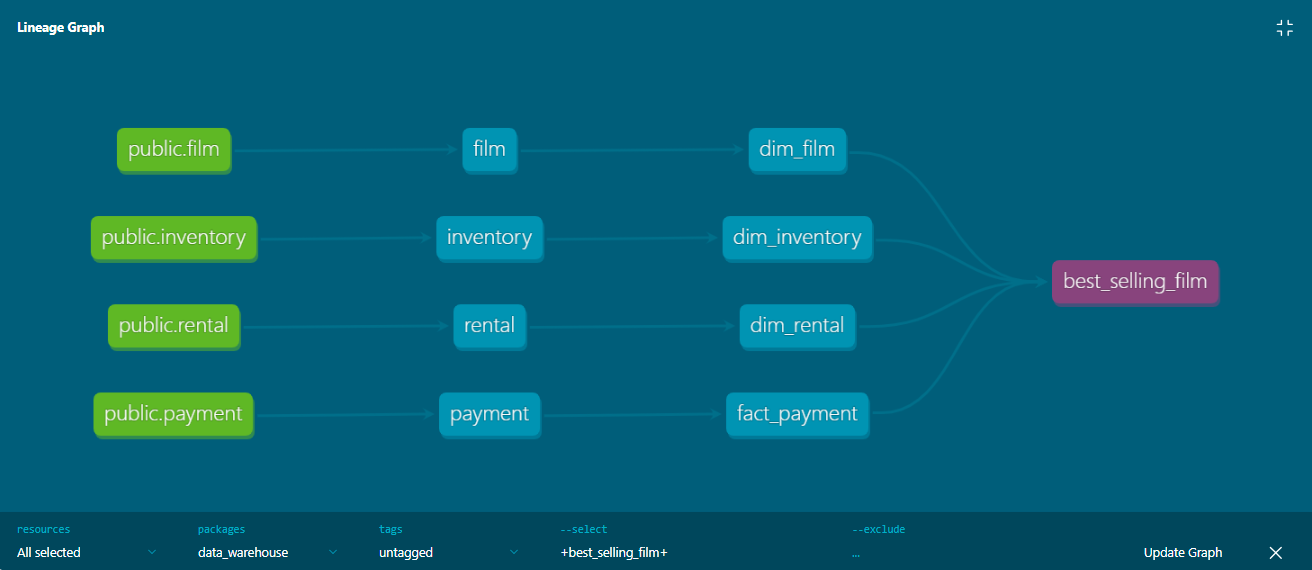 Lineage Graph
public.film
film
dim_film
public.inventory
inventory
dim_inventory
best_selling_film
public.rental
rental
dim_rental
public.payment
payment
fact_payment
resources
packages
tags
--select
--exclude
All selected
data_warehouse
untagged
+best_selling_film+
...
Update Graph